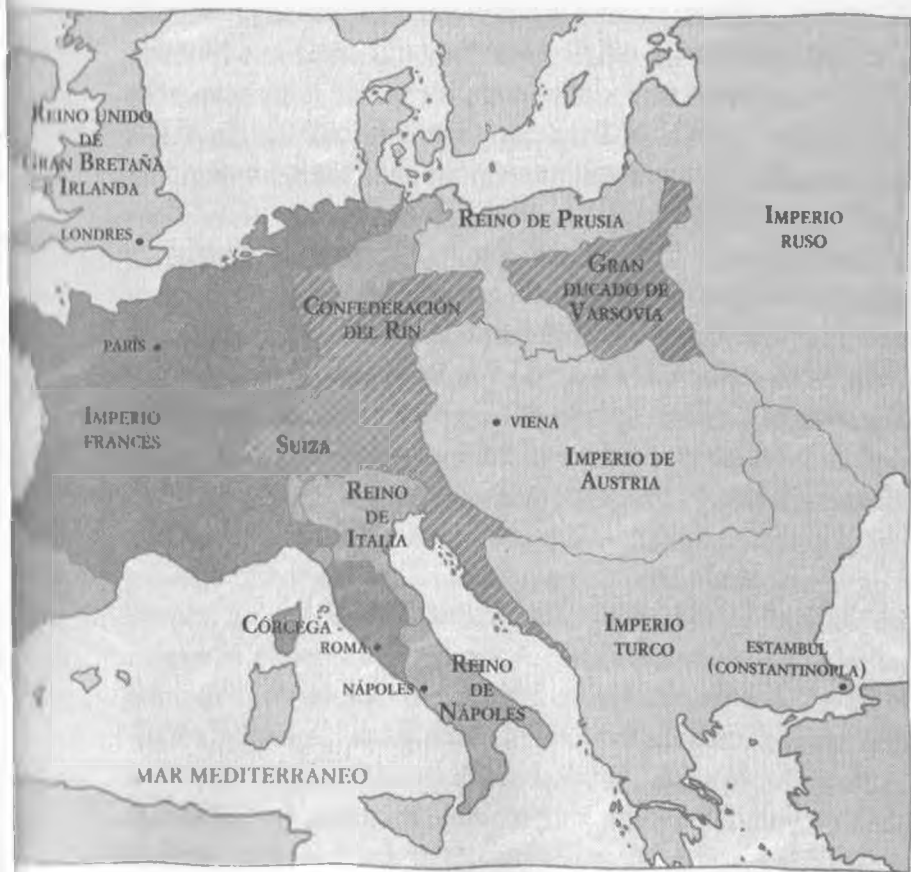 REINO UNIDO
DE
GRAN BRETAÑA
E IRLANDA
LONDRES
REINO DE PRUSIA
IMPERIO
RUSO
GRAN
DUCADO DE
VARSOVIA
CONFEDERACIÓN
DEL RIN
PARÍS
IMPERIO
FRANCÉS
SUIZA
VIENA
IMPERIO DE
AUSTRIA
REINO
DE
ITALIA
CÓRCEGA
ROMA
NÁPOLES
REINO
DE
NÁPOLES
IMPERIO
TURCO
ESTAMBUL
(CONSTANTINOPLA)
MAR MEDITERRANEO